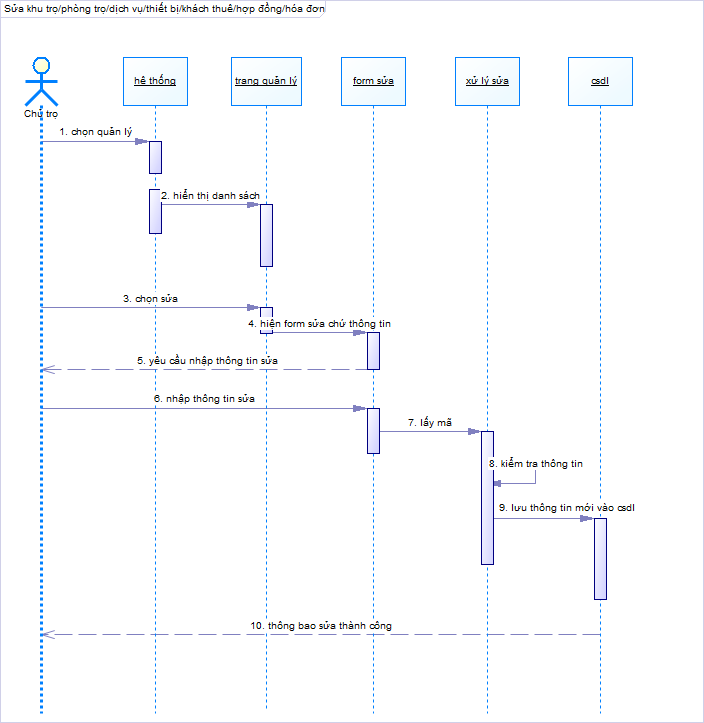 Sửa khu trọ/phòng trọ/dịch vụ/thiết bị/khách thuê/hợp đồng/hóa đơn
Chủ trọ
hê thống
trang quản lý
form sửa
xử lý sửa
csdl
1. chọn quản lý
2. hiển thị danh sách
3. chọn sửa
4. hiện form sửa chứ thông tin
5. yêu cầu nhập thông tin sửa
6. nhập thông tin sửa
7. lấy mã
8. kiểm tra thông tin
9. lưu thông tin mới vào csdl
10. thông bao sửa thành công